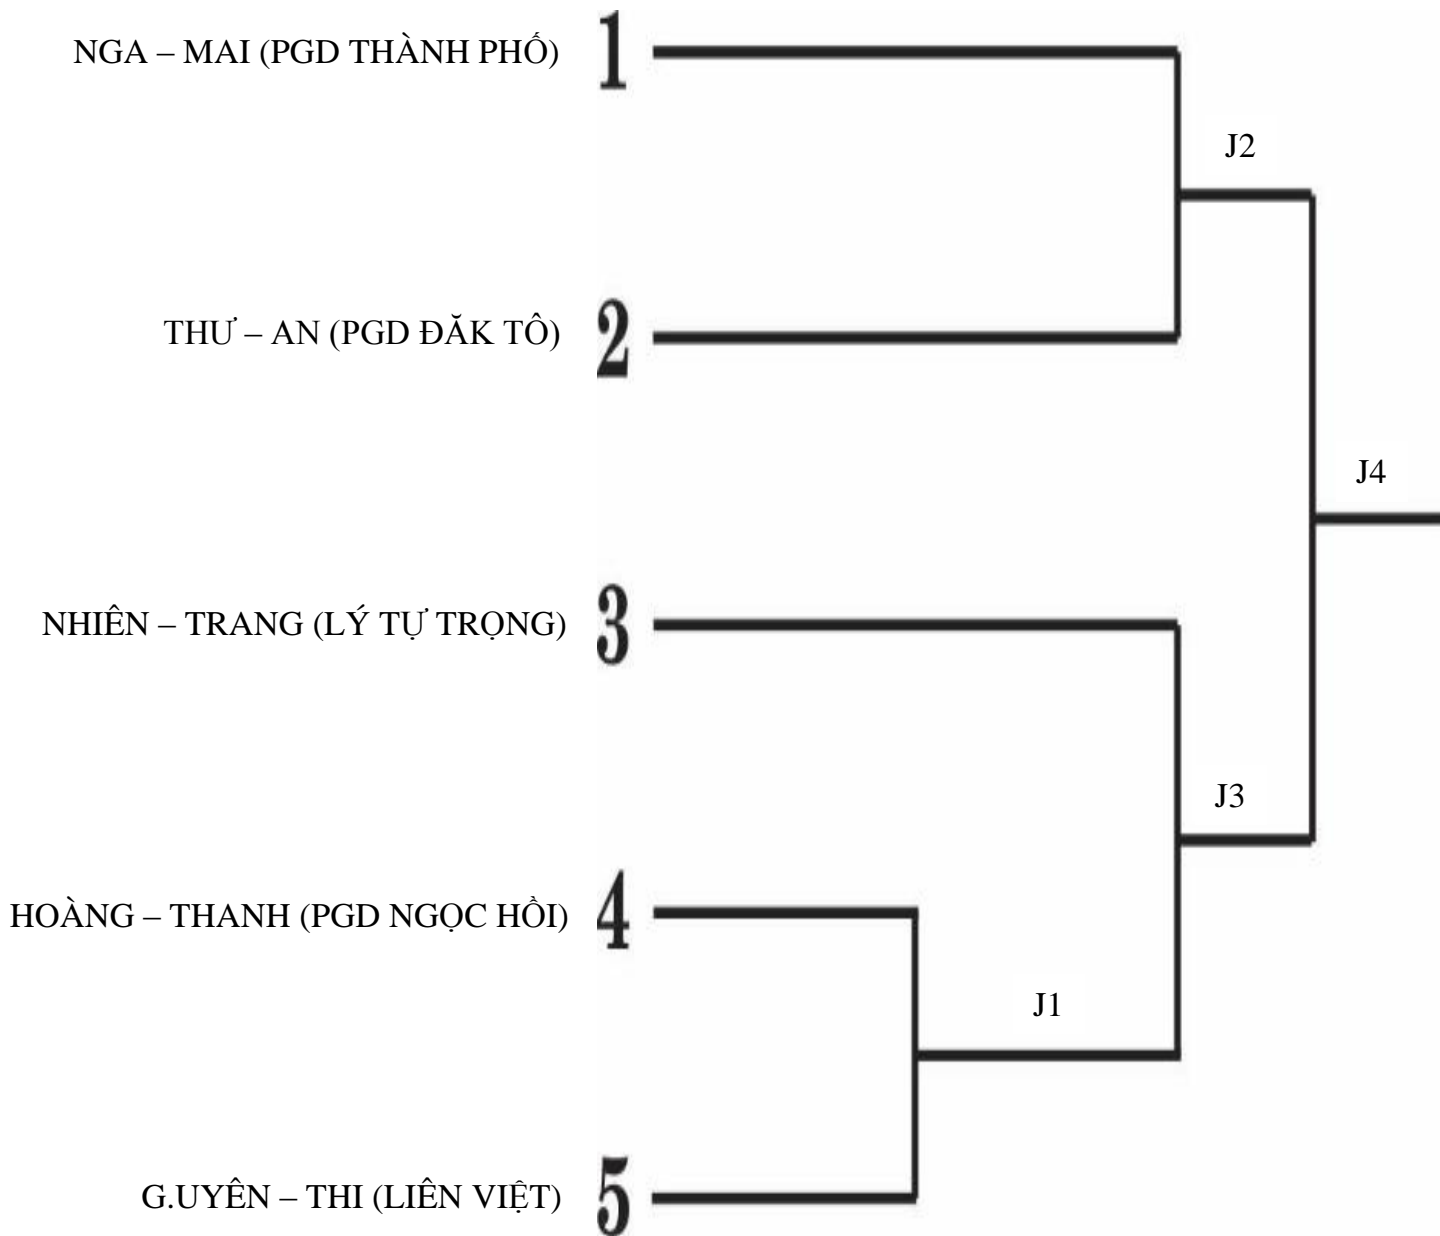 NGA – MAI (PGD THÀNH PHỐ) 1
J2
THƯ – AN (PGD ĐĂK TÔ) 2
J4
NHIÊN – TRANG (LÝ TỰ TRỌNG) 3
J3
HOÀNG – THANH (PGD NGỌC HỒI) 4
J1
G.UYÊN – THI (LIÊN VIỆT) 5